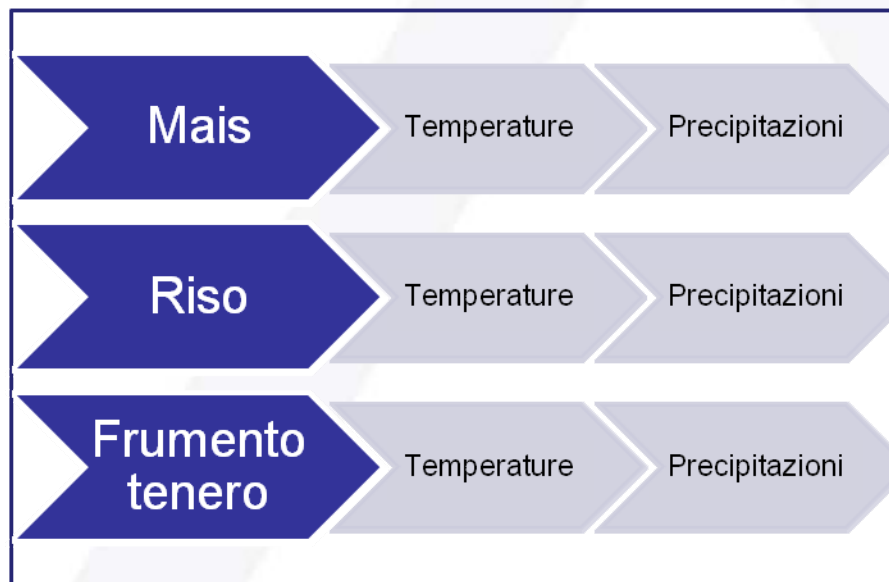 Mais
Temperature
Precipitazioni
Riso
Temperature
Precipitazioni
Frumento
tenero
Temperature
Precipitazioni